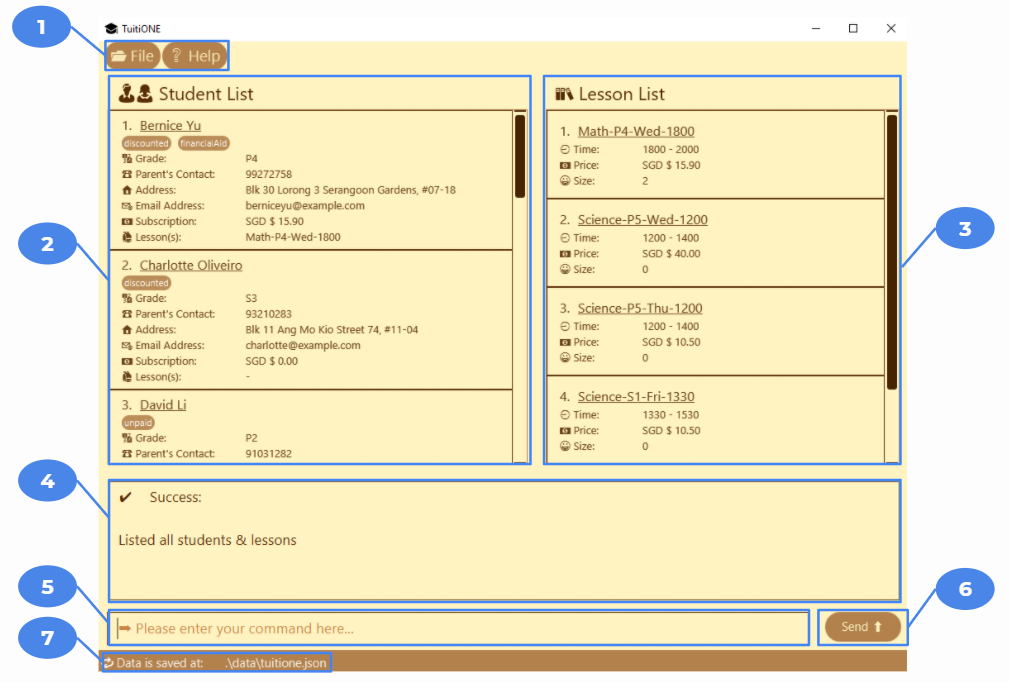 1
TuitiONE
File Help
Student List
1. Bernice Yu
discounted financialAid
Grade: P4
Parent's Contact: 99272758
Address: Blk 30 Lorong 3 Serangoon Gardens, #07-18
Email Address: berniceyu@example.com
Subscription: SGD $ 15.90
Lesson(s): Math-P4-Wed-1800
2. Charlotte Oliveiro
discounted
Grade: S3
Parent's Contact: 93210283
Address: Blk 11 Ang Mo Kio Street 74, #11-04
Email Address: charlotte@example.com
Subscription: SGD $ 0.00
Lesson(s): -
3. David Li
unpaid
Grade: P2
Parent's Contact: 91031282
2
Lesson List
1. Math-P4-Wed-1800
Time: 1800 - 2000
Price: SGD $ 15.90
Size: 2
2. Science-P5-Wed-1200
Time: 1200 - 1400
Price: SGD $ 40.00
Size: 0
3. Science-P5-Thu-1200
Time: 1200 - 1400
Price: SGD $ 10.50
Size: 0
4. Science-S1-Fri-1330
Time: 1330 - 1530
Price: SGD $ 10.50
Size: 0
3
4
Success:
Listed all students & lessons
5
Please enter your command here...
Send
6
7
Data is saved at: .\data\tuitione.json